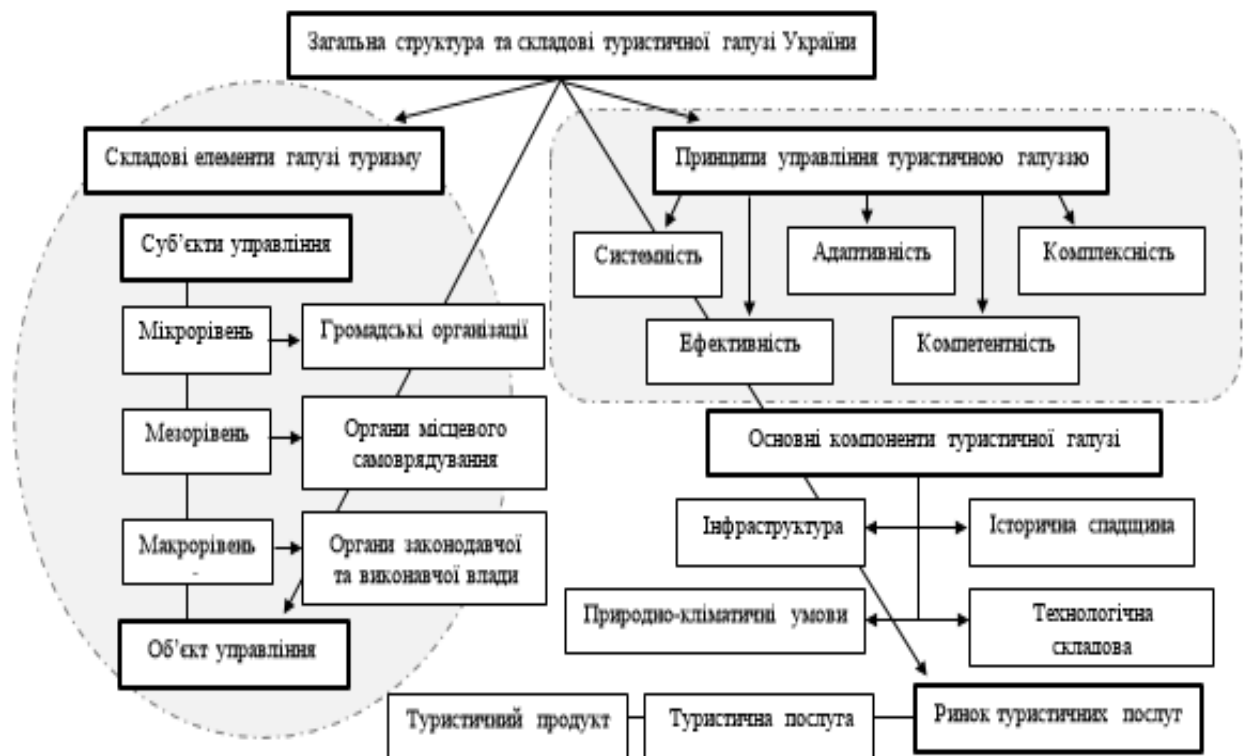 Загальна структура та складові туристичної галузі України
Складові елементи галузі туризму
Суб’єкти управління
Мікрорівень
Громадські організації
Мезорівень
Органи місцевого
самоврядування
Макрорівень
Органи законодавчої
та виконавчої влади
Об’єкт управління
Принципи управління туристичною галуззю
Системність
Адаптивність
Комплексність
Ефективність
Компетентність
Основні компоненти туристичної галузі
Інфраструктура
Історична спадщина
Природно-кліматичні умови
Технологічна
складова
Туристичний продукт
Туристична послуга
Ринок туристичних послуг